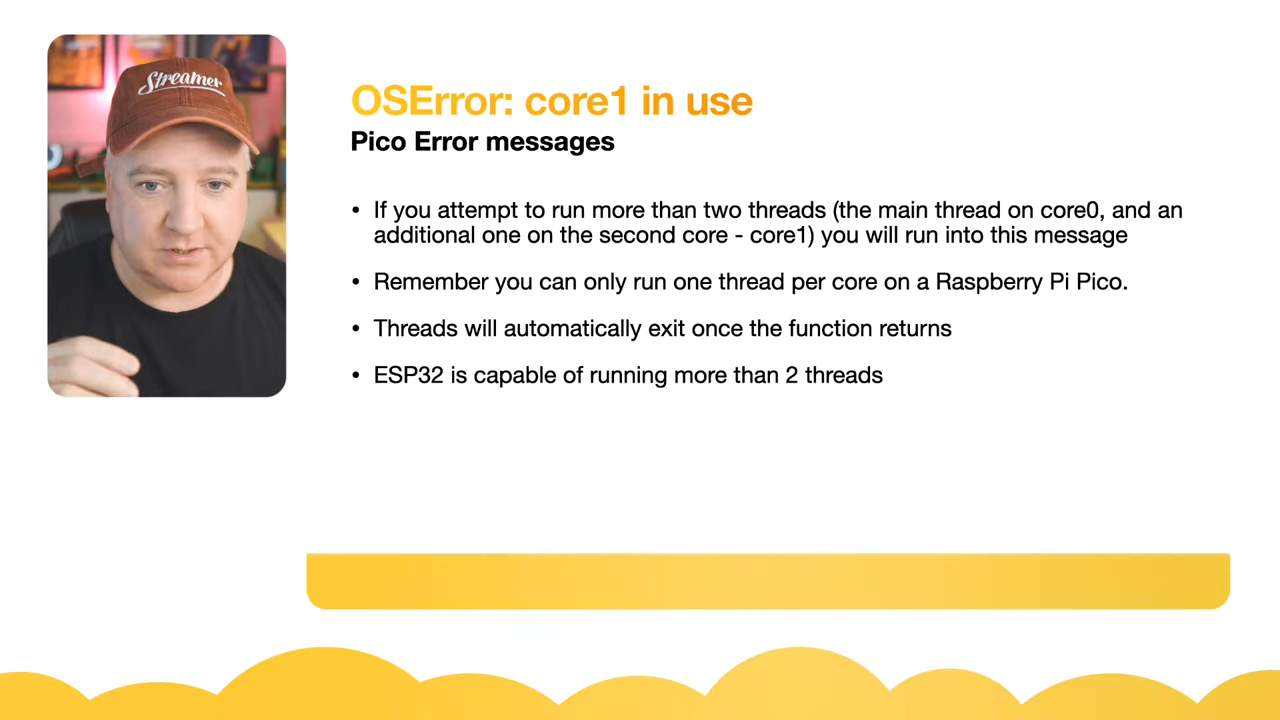 Streamer
OSError: core1 in use
Pico Error messages
• If you attempt to run more than two threads (the main thread on core0, and an
additional one on the second core - core1) you will run into this message
• Remember you can only run one thread per core on a Raspberry Pi Pico.
• Threads will automatically exit once the function returns
• ESP32 is capable of running more than 2 threads